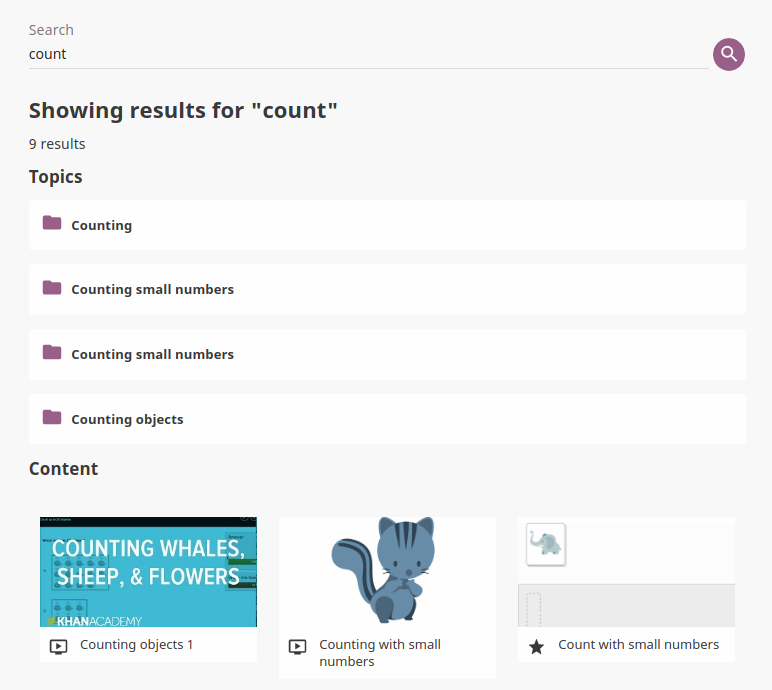 Search
count
Showing results for "count"
9 results
Topics
Counting
Counting small numbers
Counting small numbers
Counting objects
Content
COUNTING WHALES,
SHEEP, & FLOWERS
KHANACADEMY
Counting objects 1
Counting with small
numbers
Count with small numbers